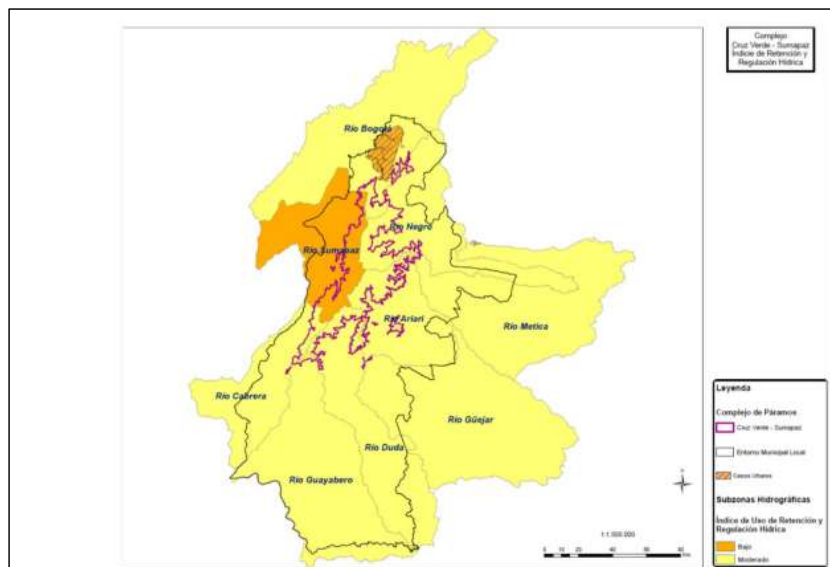 Complejo
Cruz Verde - Sumapaz
Índice de Retención y
Regulación Hídrica
Río Bogotá
Río Negro
Río Sumapaz
Río Ariari
Río Metica
Río Cabrera
Río Güejar
Río Duda
Río Guayabero
Leyenda
Complejo de Páramos
Cruz Verde - Sumapaz
Entorno Municipal Local
Cascos Urbanos
Subzonas Hidrográficas
Índice de Uso de Retención y
Regulación Hídrica
Bajo
Moderado
1:1.000.000